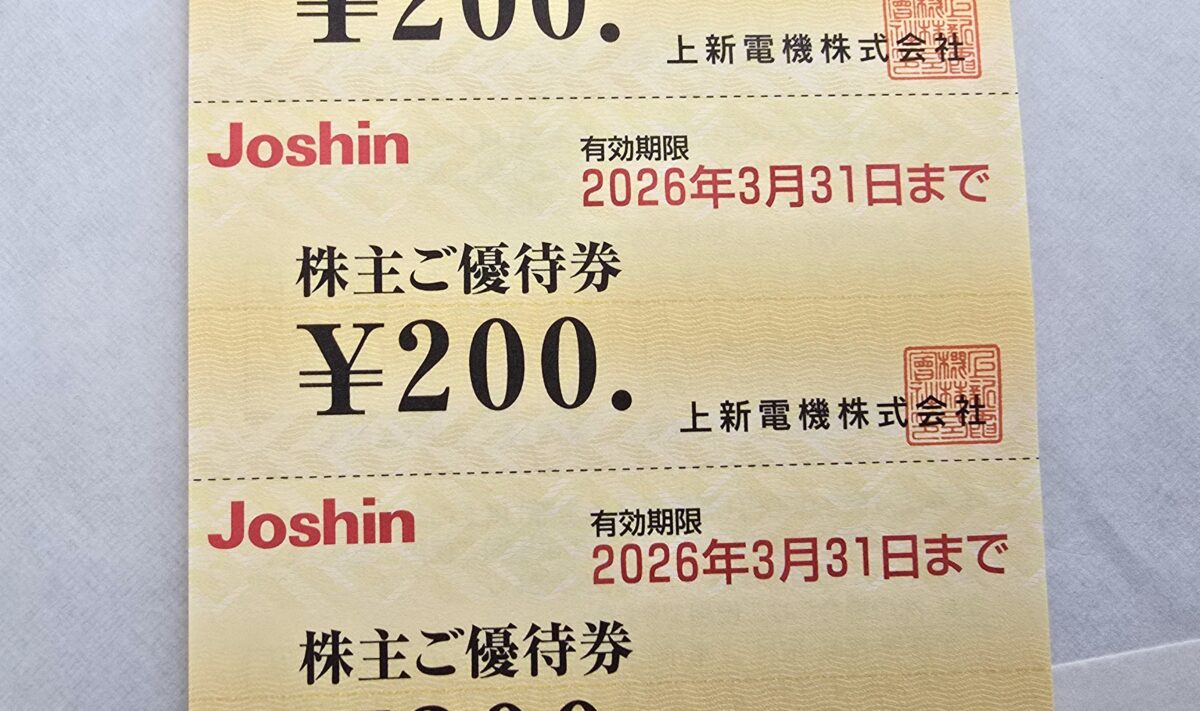 ¥200.
上新電機株式会社
Joshin
有効期限
2026年3月31日まで
株主ご優待券
¥200.
上新電機株式会社
Joshin
有効期限
2026年3月31日まで
株主ご優待券